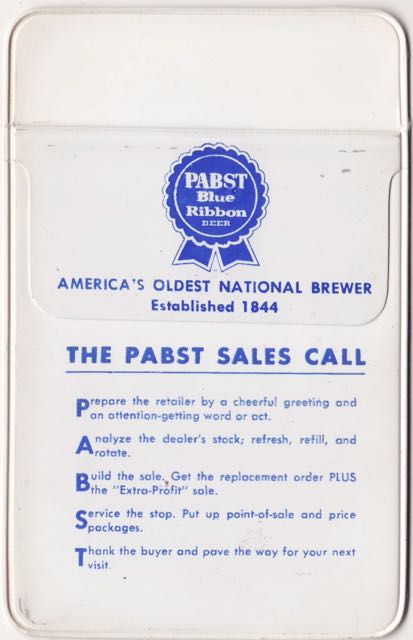 PABST
Blue
Ribbon
BEER
AMERICA'S OLDEST NATIONAL BREWER
Established 1844
THE PABST SALES CALL
Prepare the retailer by a cheerful greeting and
an attention-getting word or act.
Analyze the dealer's stock; refresh, refill, and
rotate.
Build the sale. Get the replacement order PLUS
the "Extra-Profit" sale.
Service the stop. Put up point-of-sale and price
packages.
Thank the buyer and pave the way for your next
visit.